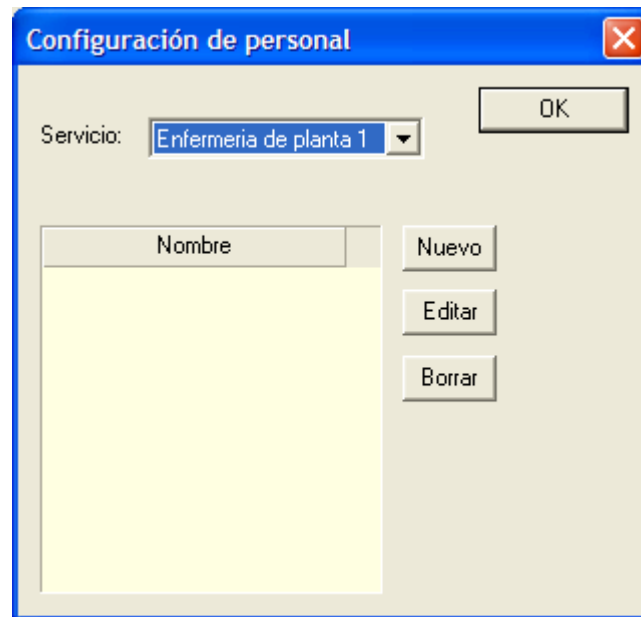 Configuración de personal
OK
Servicio: Enfermeria de planta 1
Nombre
Nuevo
Editar
Borrar